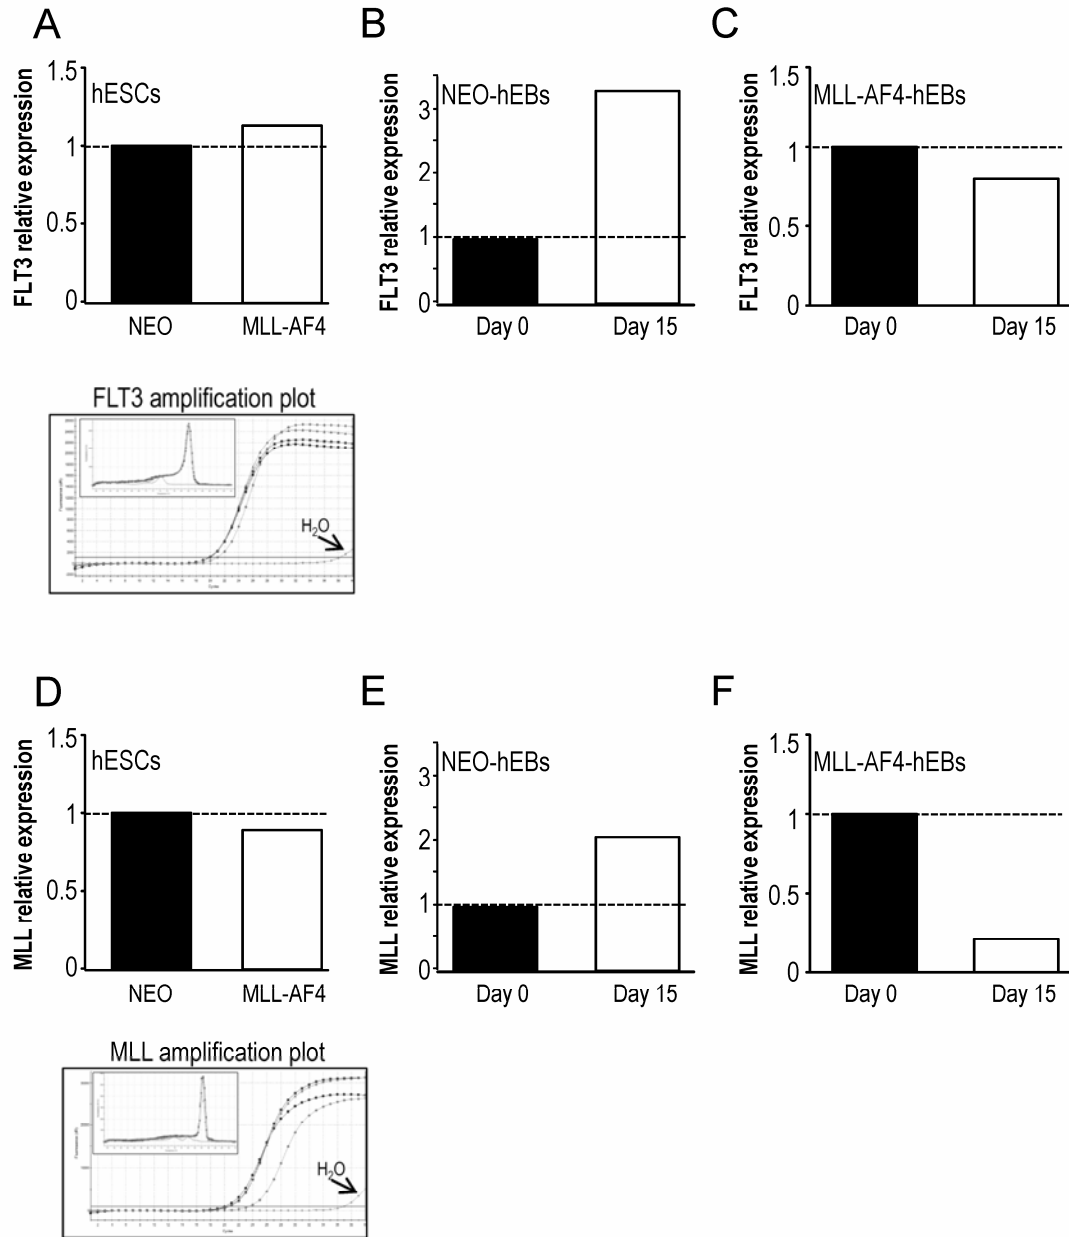 A
B
C
FLT3 relative expression
1.5
1
0.5
0
hESCs
NEO
MLL-AF4
FLT3 relative expression
3
2
1
0
NEO-hEBs
Day 0
Day 15
FLT3 relative expression
1.5
1
0.5
0
MLL-AF4-hEBs
Day 0
Day 15
FLT3 amplification plot
H2O
D
E
F
MLL relative expression
1.5
1
0.5
0
hESCs
NEO
MLL-AF4
MLL relative expression
3
2
1
0
NEO-hEBs
Day 0
Day 15
MLL relative expression
1.5
1
0.5
0
MLL-AF4-hEBs
Day 0
Day 15
MLL amplification plot
H2O